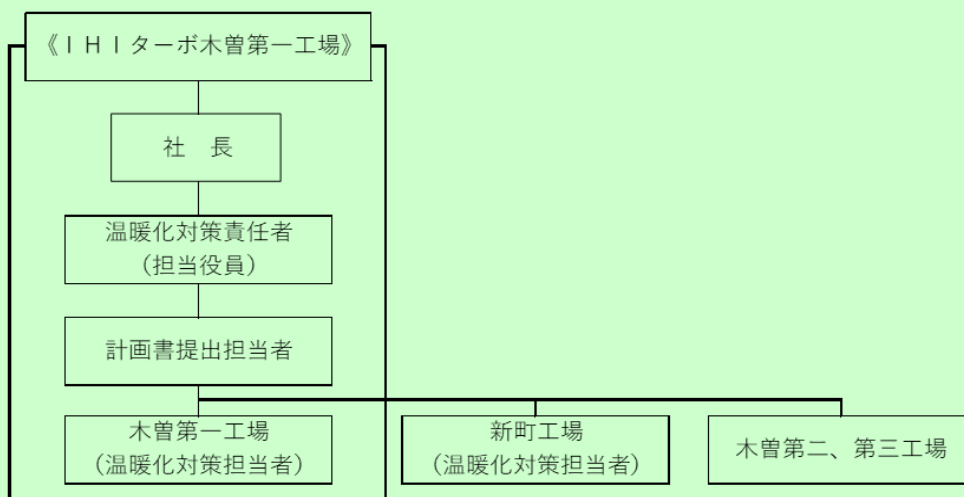 《ＩＨＩターボ木曽第一工場》
社　長
温暖化対策責任者
（担当役員）
計画書提出担当者
木曽第一工場
（温暖化対策担当者）
新町工場
（温暖化対策担当者）
木曽第二、第三工場